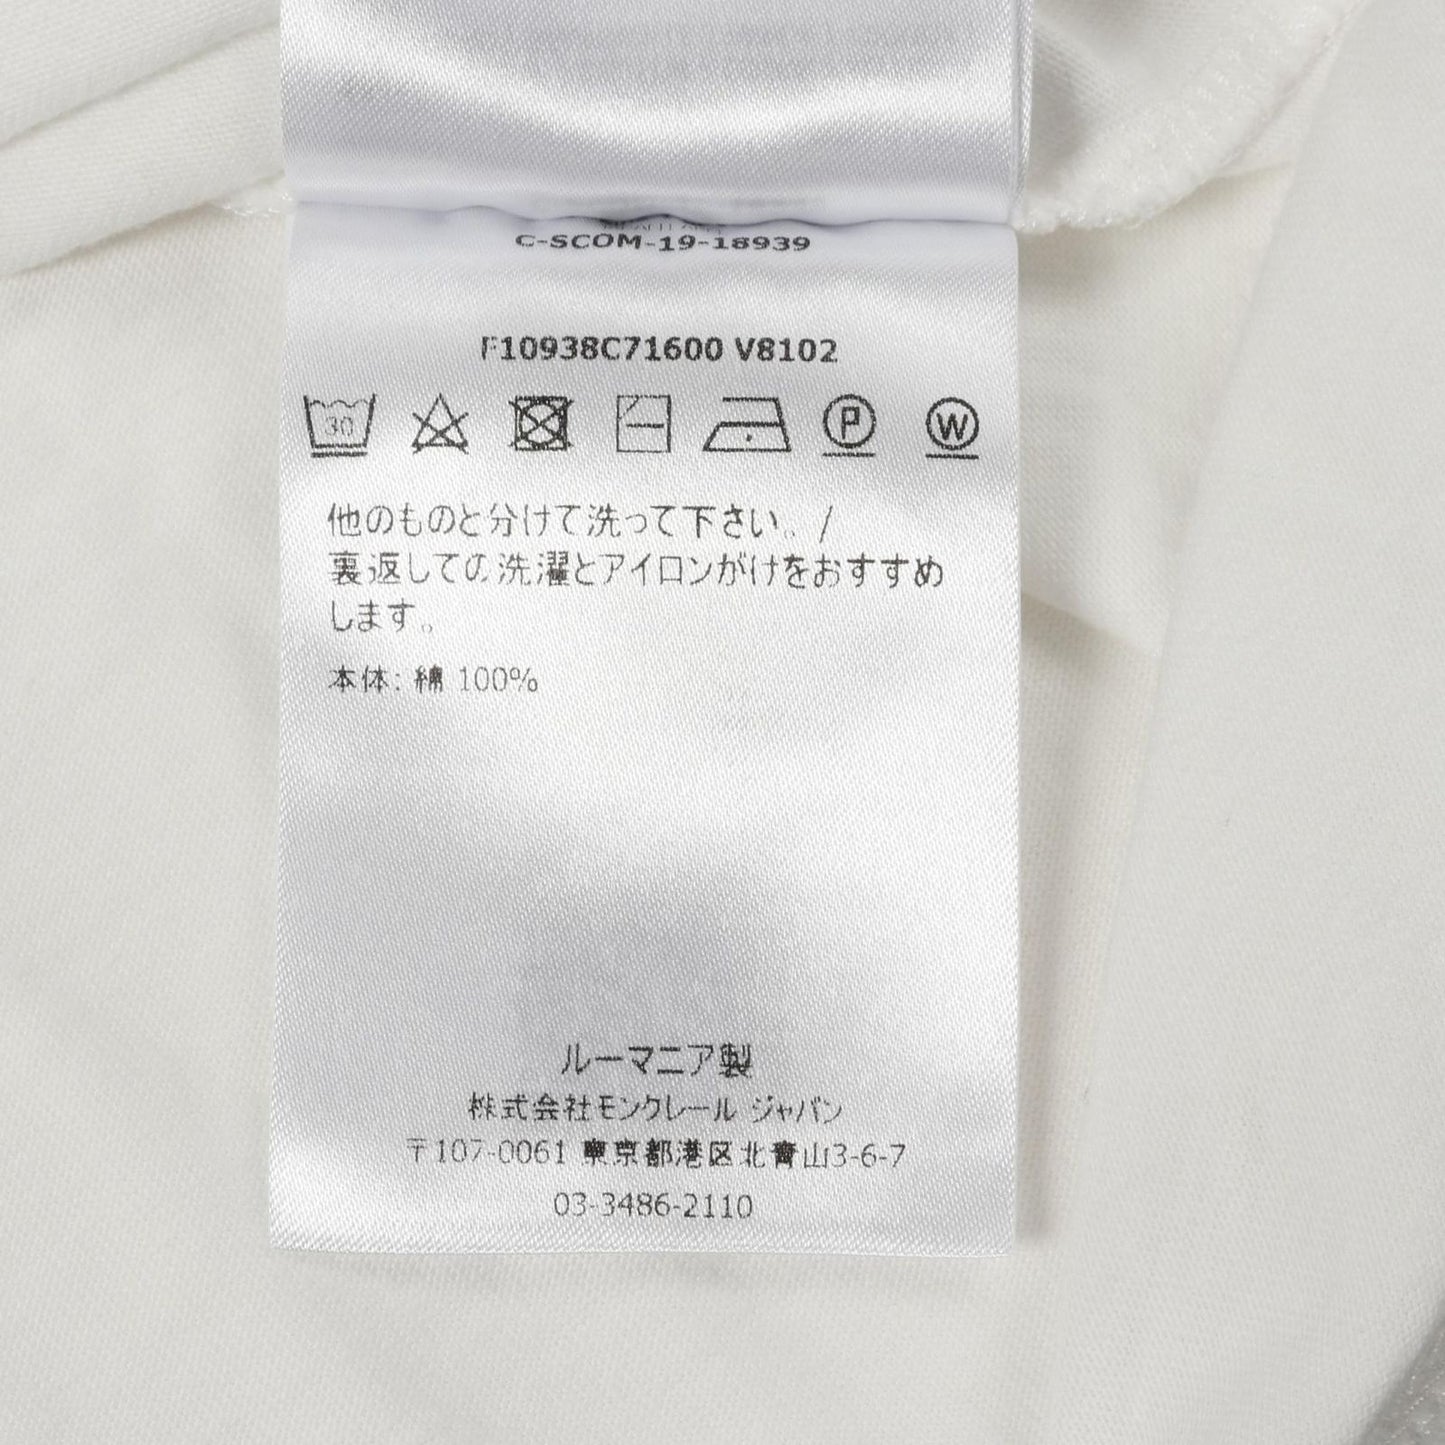 C-SCOM-19-18939
F10938C71600 V8102
30
P
W
他のものと分けて洗って下さい。/
裏返しての洗濯とアイロンがけをおすすめ
します。
本体: 綿 100%
ルーマニア製
株式会社モンクレール ジャパン
〒107-0061 東京都港区北青山3-6-7
03-3486-2110